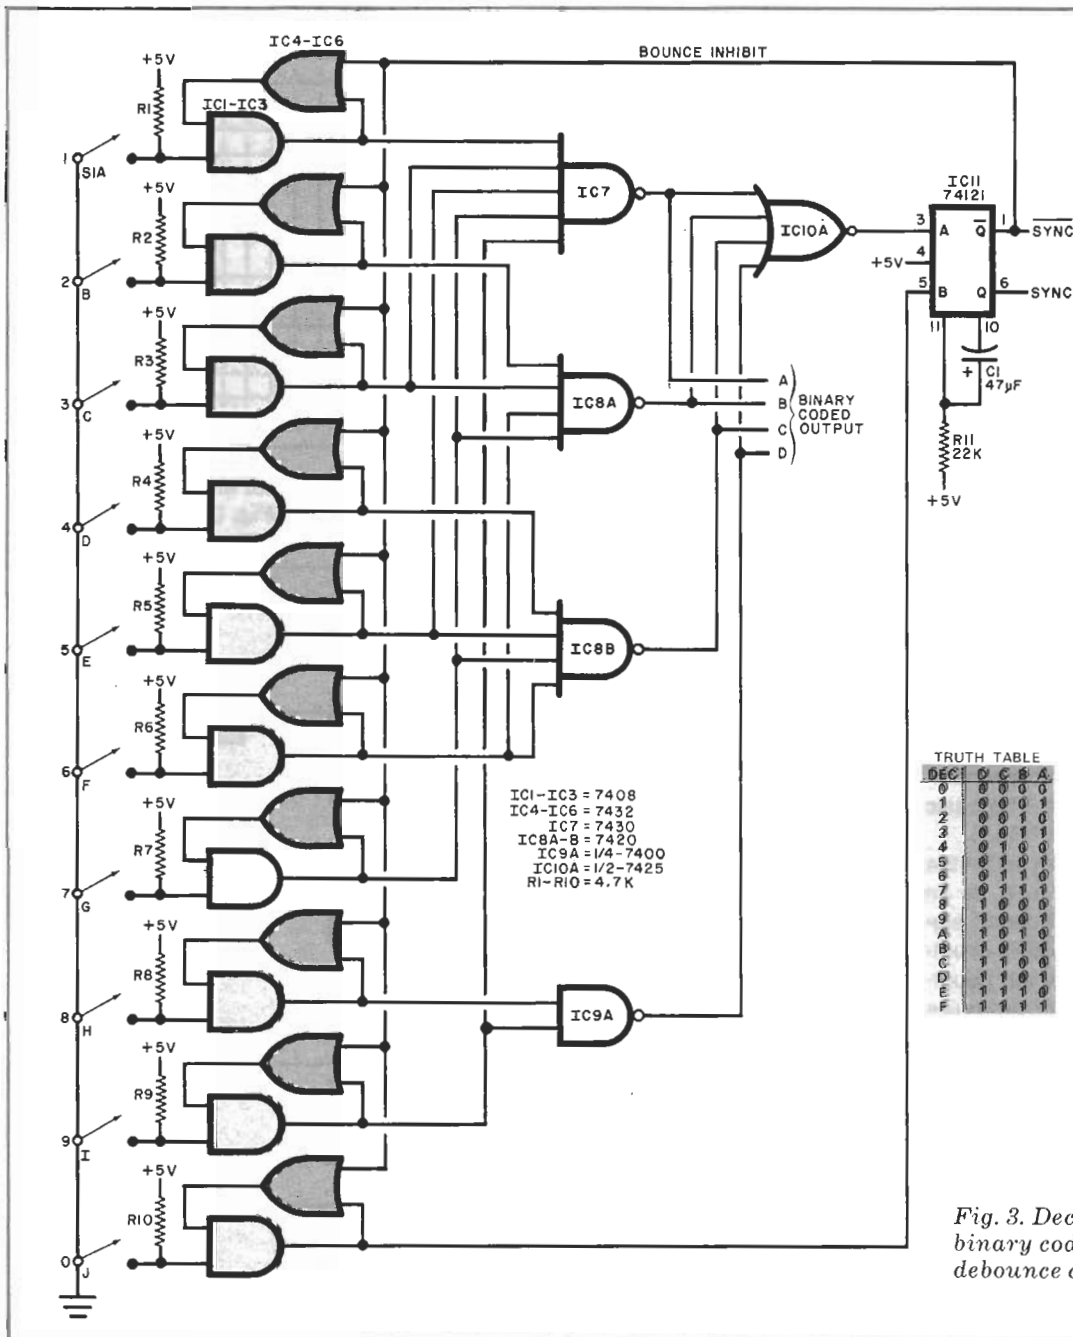 IC4-IC6
BOUNCE INHIBIT
+5V
R1
IC1-IC3
1
S1A
+5V
R2
2
B
+5V
R3
3
C
+5V
R4
4
D
+5V
R5
5
E
+5V
R6
6
F
+5V
R7
7
G
+5V
R8
8
H
+5V
R9
9
I
+5V
R10
0
J
IC7
IC8A
IC8B
IC9A
IC10A
IC11
74121
3 A Q̅ 1 S̅Y̅N̅C̅
+5V 4
5 B Q 6 SYNC
11 10
+ C1
47µF
R11
22K
+5V
A
B BINARY
C CODED
D OUTPUT
IC1-IC3 = 7408
IC4-IC6 = 7432
IC7 = 7430
IC8A-B = 7420
IC9A = 1/4-7400
IC10A = 1/2-7425
R1-R10 = 4.7K
TRUTH TABLE
DEC D C B A
0 0 0 0 0
1 0 0 0 1
2 0 0 1 0
3 0 0 1 1
4 0 1 0 0
5 0 1 0 1
6 0 1 1 0
7 0 1 1 1
8 1 0 0 0
9 1 0 0 1
A 1 0 1 0
B 1 0 1 1
C 1 1 0 0
D 1 1 0 1
E 1 1 1 0
F 1 1 1 1
Fig. 3. Dec
binary coa
debounce c